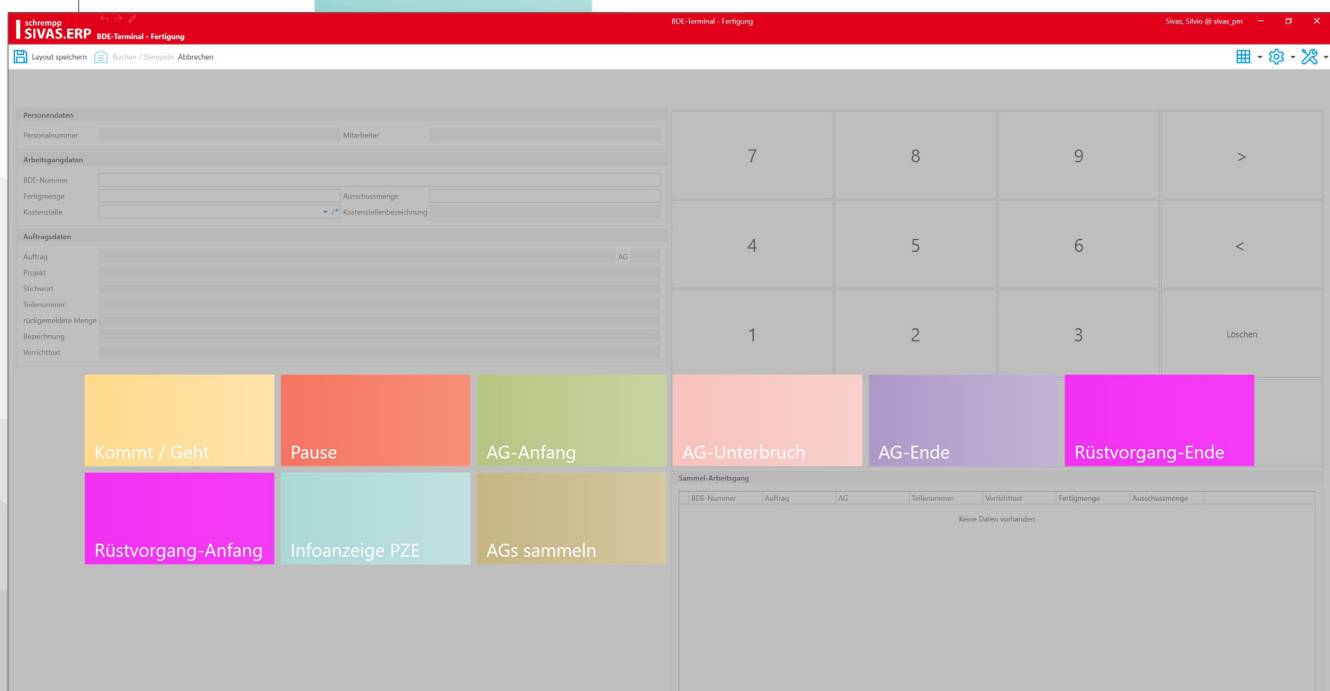 schrempp
SIVAS.ERP BDE-Terminal - Fertigung
BDE-Terminal - Fertigung
Sivas, Silvio @ sivas_pm
Layout speichern Buchen / Stempeln Abbrechen
Personendaten
Personalnummer Mitarbeiter
Arbeitsgangdaten
BDE-Nummer
Fertigmenge Ausschussmenge
Kostenstelle Kostenstellenbezeichnung
Auftragsdaten
Auftrag AG
Projekt
Stichwort
Teilenummer
rückgemeldete Menge
Bezeichnung
Verrichttext
7 8 9 >
4 5 6 <
1 2 3 Löschen
Kommt / Geht Pause AG-Anfang AG-Unterbruch AG-Ende Rüstvorgang-Ende
Rüstvorgang-Anfang Infoanzeige PZE AGs sammeln
Sammel-Arbeitsgang
BDE-Nummer Auftrag AG Teilenummer Verrichttext Fertigmenge Ausschussmenge
Keine Daten vorhanden